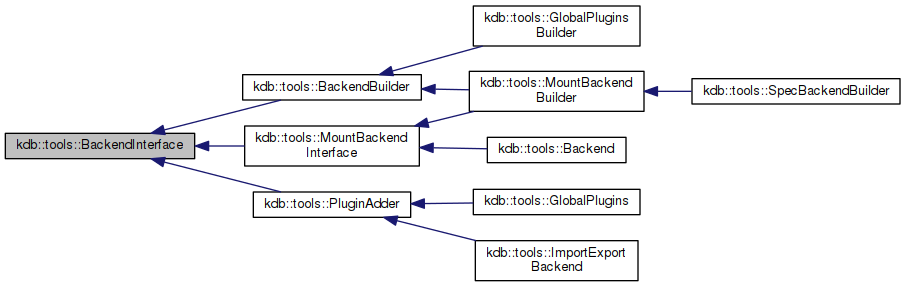 kdb::tools::GlobalPlugins
Builder
kdb::tools::BackendBuilder
kdb::tools::MountBackend
Builder
kdb::tools::SpecBackendBuilder
kdb::tools::BackendInterface
kdb::tools::MountBackend
Interface
kdb::tools::Backend
kdb::tools::PluginAdder
kdb::tools::GlobalPlugins
kdb::tools::ImportExport
Backend